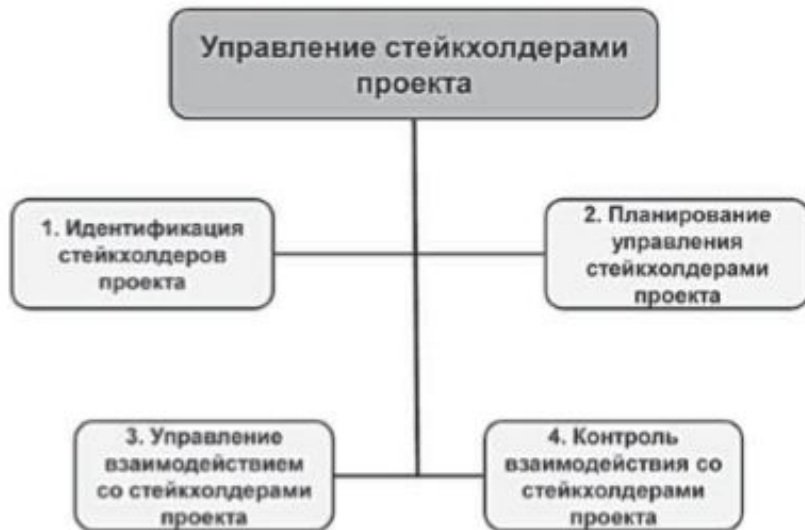 Управление стейкхолдерами
проекта
1. Идентификация
стейкхолдеров
проекта
2. Планирование
управления
стейкхолдерами
проекта
3. Управление
взаимодействием
со стейкхолдерами
проекта
4. Контроль
взаимодействия со
стейкхолдерами
проекта